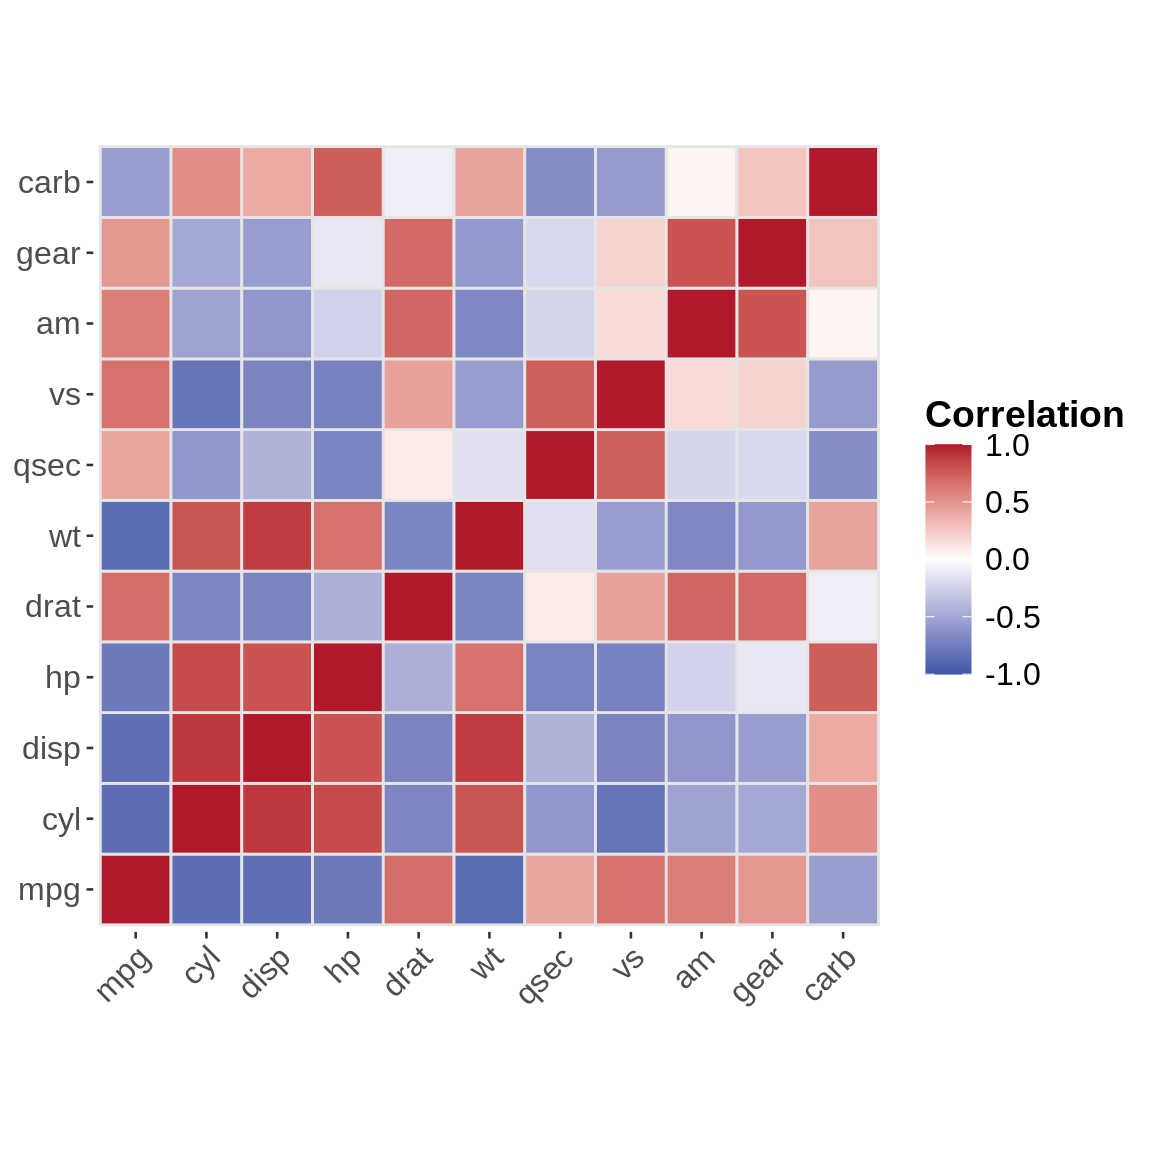 carb
gear
am
vs
qsec
wt
drat
hp
disp
cyl
mpg
mpg cyl disp hp drat wt qsec vs am gear carb
Correlation
1.0
0.5
0.0
-0.5
-1.0